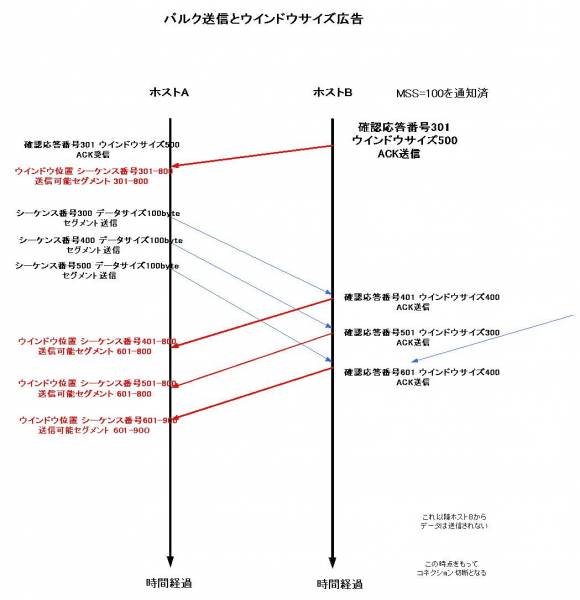 バルク送信とウインドウサイズ広告
ホストA
ホストB
MSS=100を通知済
確認応答番号301
ウインドウサイズ500
ACK送信
確認応答番号301 ウインドウサイズ500
ACK受信
ウインドウ位置 シーケンス番号301-800
送信可能セグメント 301-800
シーケンス番号300 データサイズ100byte
セグメント送信
シーケンス番号400 データサイズ100byte
セグメント送信
シーケンス番号500 データサイズ100byte
セグメント送信
確認応答番号401 ウインドウサイズ400
ACK送信
確認応答番号501 ウインドウサイズ300
ACK送信
ウインドウ位置 シーケンス番号401-800
送信可能セグメント 601-800
確認応答番号601 ウインドウサイズ400
ACK送信
ウインドウ位置 シーケンス番号501-800
送信可能セグメント 601-800
ウインドウ位置 シーケンス番号601-900
送信可能セグメント 601-900
これ以降ホストBから
データは送信されない
この時点をもって
コネクション切断となる
時間経過
時間経過